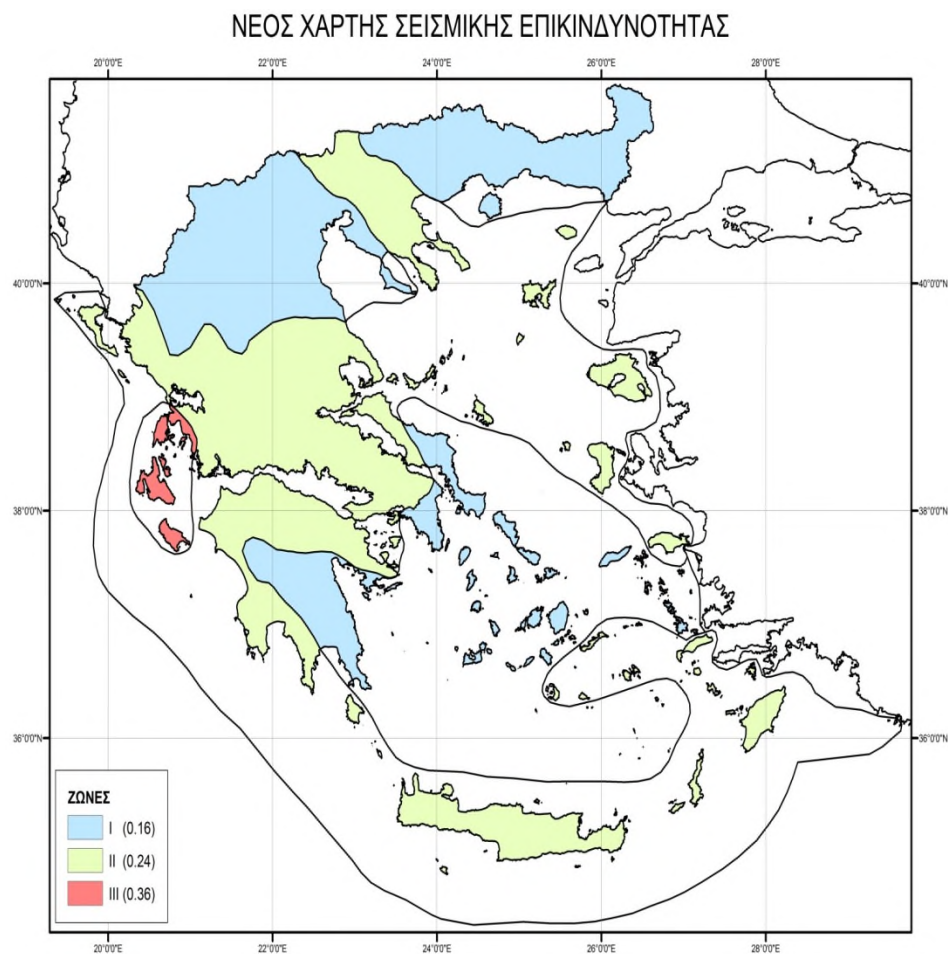 ΝΕΟΣ ΧΑΡΤΗΣ ΣΕΙΣΜΙΚΗΣ ΕΠΙΚΙΝΔΥΝΟΤΗΤΑΣ
20°0'0"E 22°0'0"E 24°0'0"E 26°0'0"E 28°0'0"E
40°0'0"N 40°0'0"N
38°0'0"N 38°0'0"N
36°0'0"N 36°0'0"N
ΖΩΝΕΣ
I (0.16)
II (0.24)
III (0.36)
20°0'0"E 22°0'0"E 24°0'0"E 26°0'0"E 28°0'0"E